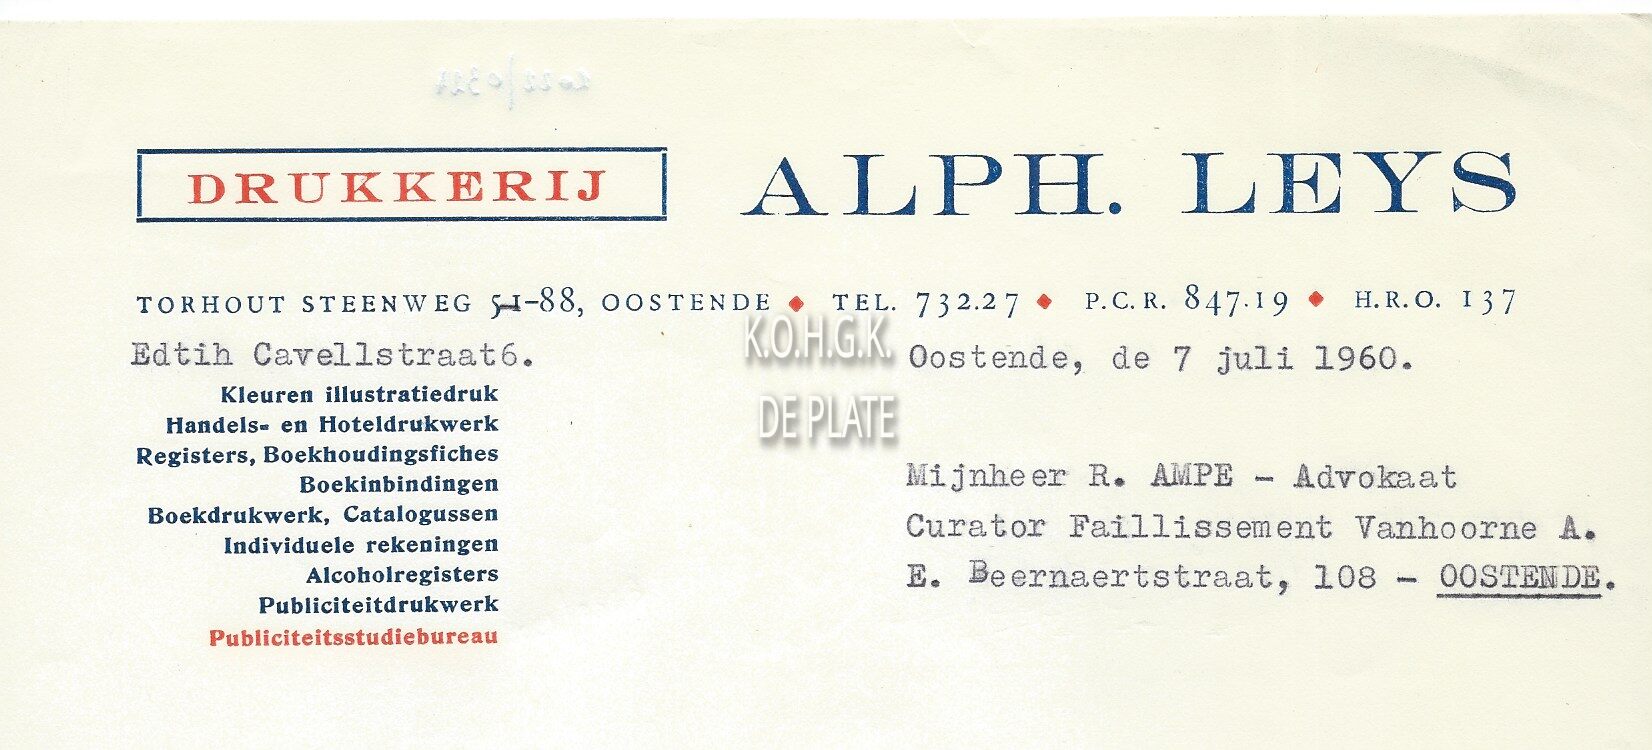 DRUKKERIJ ALPH. LEYS
TORHOUT STEENWEG 51-88, OOSTENDE ◆ TEL. 732.27 ◆ P.C.R. 847.19 ◆ H.R.O. 137
Edtih Cavellstraat6.
Oostende, de 7 juli 1960.
Kleuren illustratiedruk
Handels- en Hoteldrukwerk
Registers, Boekhoudingsfiches
Boekinbindingen
Boekdrukwerk, Catalogussen
Individuele rekeningen
Alcoholregisters
Publiciteitdrukwerk
Publiciteitsstudiebureau
Mijnheer R. AMPE - Advokaat
Curator Faillissement Vanhoorne A.
E. Beernaertstraat, 108 - OOSTENDE.
K.O.H.G.K.
DE PLATE